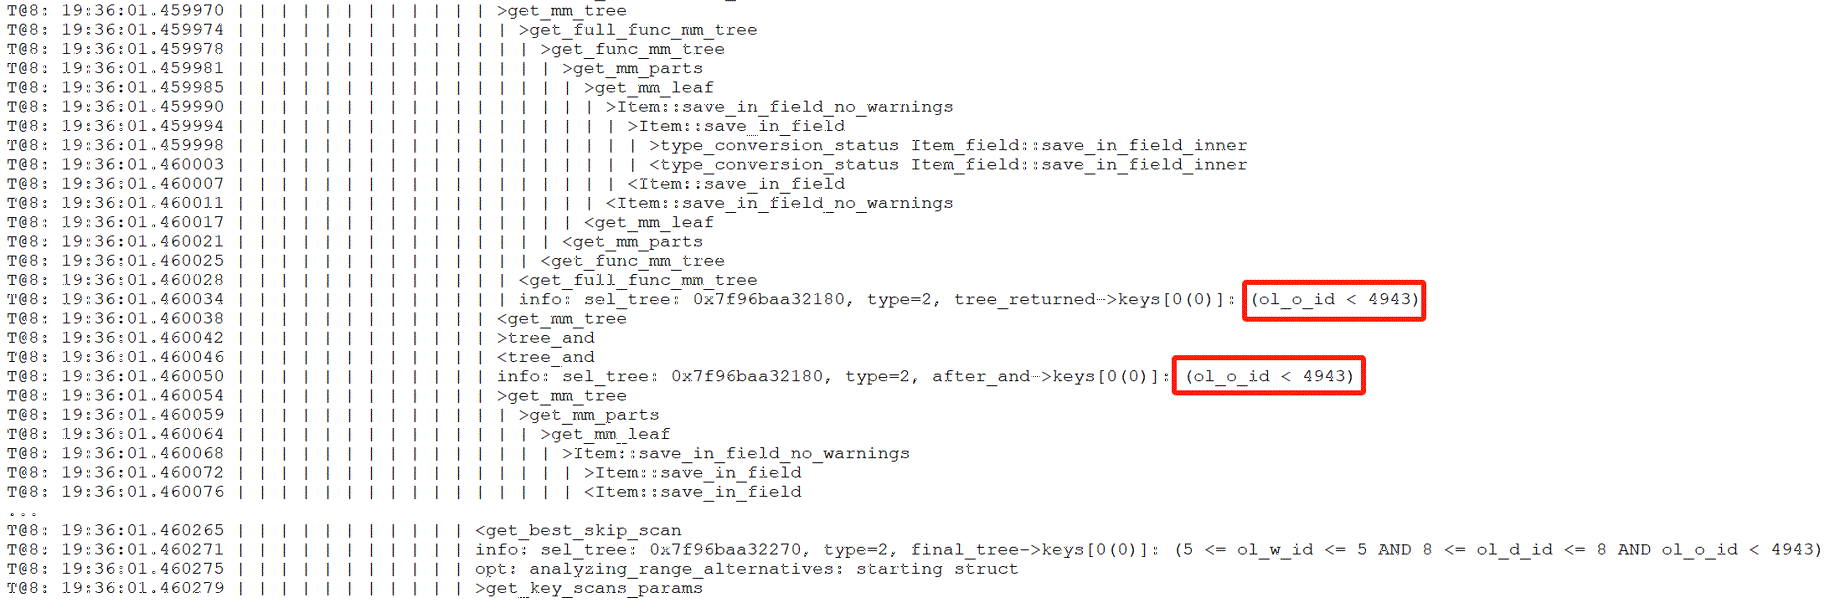 T@8: 19:36:01.459970 | | | | | | | | | | | | >get_mm_tree
T@8: 19:36:01.459974 | | | | | | | | | | | | | >get_full_func_mm_tree
T@8: 19:36:01.459978 | | | | | | | | | | | | | | >get_func_mm_tree
T@8: 19:36:01.459981 | | | | | | | | | | | | | | | >get_mm_parts
T@8: 19:36:01.459985 | | | | | | | | | | | | | | | | >get_mm_leaf
T@8: 19:36:01.459990 | | | | | | | | | | | | | | | | | >Item::save_in_field_no_warnings
T@8: 19:36:01.459994 | | | | | | | | | | | | | | | | | | >Item::save_in_field
T@8: 19:36:01.459998 | | | | | | | | | | | | | | | | | | | >type_conversion_status Item_field::save_in_field_inner
T@8: 19:36:01.460003 | | | | | | | | | | | | | | | | | | | <type_conversion_status Item_field::save_in_field_inner
T@8: 19:36:01.460007 | | | | | | | | | | | | | | | | | | <Item::save_in_field
T@8: 19:36:01.460011 | | | | | | | | | | | | | | | | | <Item::save_in_field_no_warnings
T@8: 19:36:01.460017 | | | | | | | | | | | | | | | | <get_mm_leaf
T@8: 19:36:01.460021 | | | | | | | | | | | | | | | <get_mm_parts
T@8: 19:36:01.460025 | | | | | | | | | | | | | | <get_func_mm_tree
T@8: 19:36:01.460028 | | | | | | | | | | | | | <get_full_func_mm_tree
T@8: 19:36:01.460034 | | | | | | | | | | | | | info: sel_tree: 0x7f96baa32180, type=2, tree_returned->keys[0(0)]: (ol_o_id < 4943)
T@8: 19:36:01.460038 | | | | | | | | | | | | <get_mm_tree
T@8: 19:36:01.460042 | | | | | | | | | | | | >tree_and
T@8: 19:36:01.460046 | | | | | | | | | | | | <tree_and
T@8: 19:36:01.460050 | | | | | | | | | | | | info: sel_tree: 0x7f96baa32180, type=2, after_and->keys[0(0)]: (ol_o_id < 4943)
T@8: 19:36:01.460054 | | | | | | | | | | | | >get_mm_tree
T@8: 19:36:01.460059 | | | | | | | | | | | | | >get_mm_parts
T@8: 19:36:01.460064 | | | | | | | | | | | | | | >get_mm_leaf
T@8: 19:36:01.460068 | | | | | | | | | | | | | | | >Item::save_in_field_no_warnings
T@8: 19:36:01.460072 | | | | | | | | | | | | | | | | >Item::save_in_field
T@8: 19:36:01.460076 | | | | | | | | | | | | | | | | <Item::save_in_field
...
T@8: 19:36:01.460265 | | | | | | | | | | | <get_best_skip_scan
T@8: 19:36:01.460271 | | | | | | | | | | | info: sel_tree: 0x7f96baa32270, type=2, final_tree->keys[0(0)]: (5 <= ol_w_id <= 5 AND 8 <= ol_d_id <= 8 AND ol_o_id < 4943)
T@8: 19:36:01.460275 | | | | | | | | | | | opt: analyzing_range_alternatives: starting struct
T@8: 19:36:01.460279 | | | | | | | | | | | >get_key_scans_params